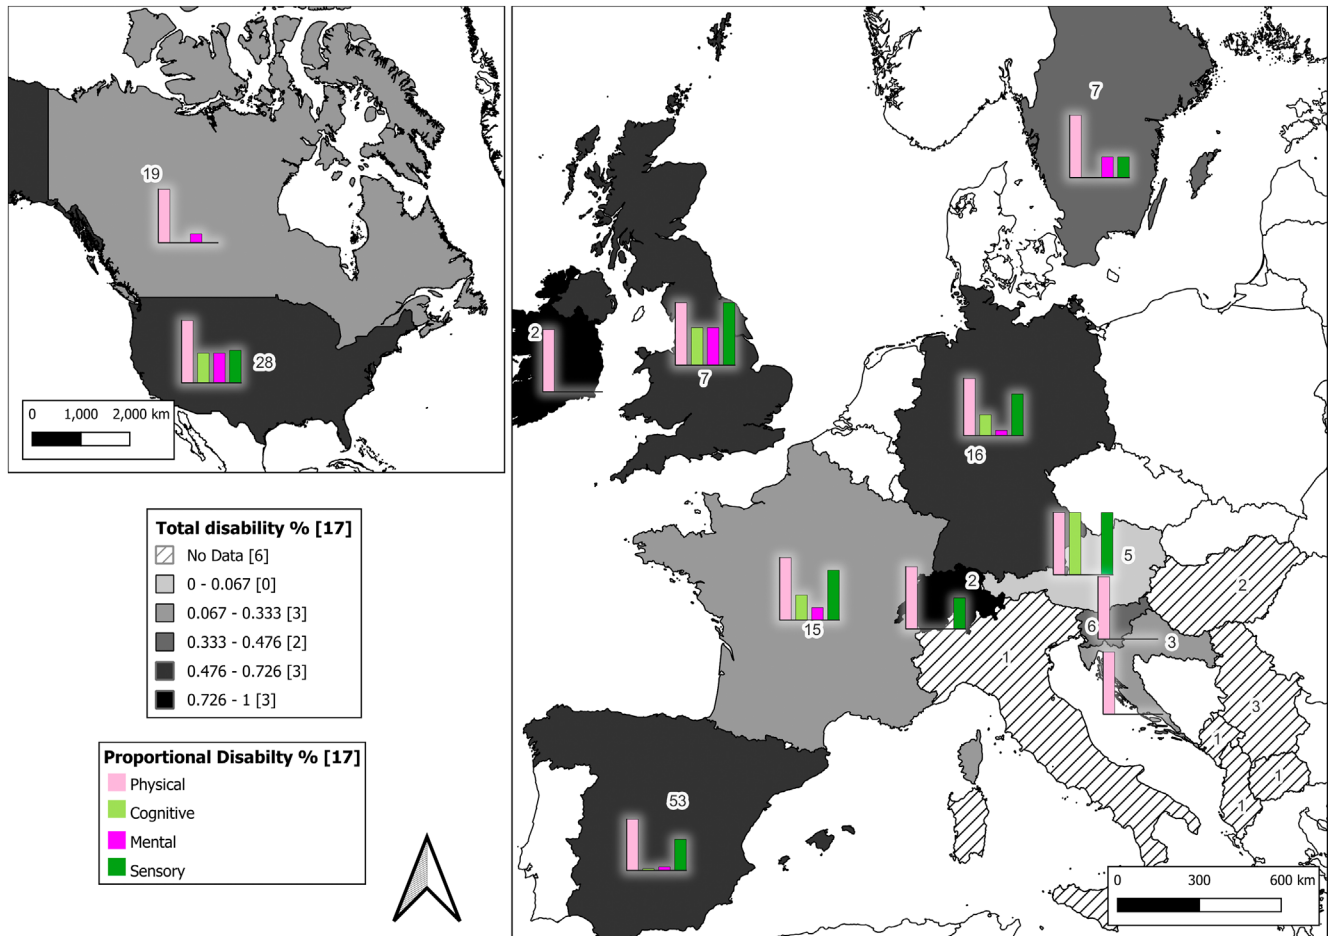 19
28
0 1,000 2,000 km
Total disability % [17]
No Data [6]
0 - 0.067 [0]
0.067 - 0.333 [3]
0.333 - 0.476 [2]
0.476 - 0.726 [3]
0.726 - 1 [3]
Proportional Disabilty % [17]
Physical
Cognitive
Mental
Sensory
7
2
7
16
5
2
2
15
6
3
1
3
1
1
1
53
0 300 600 km